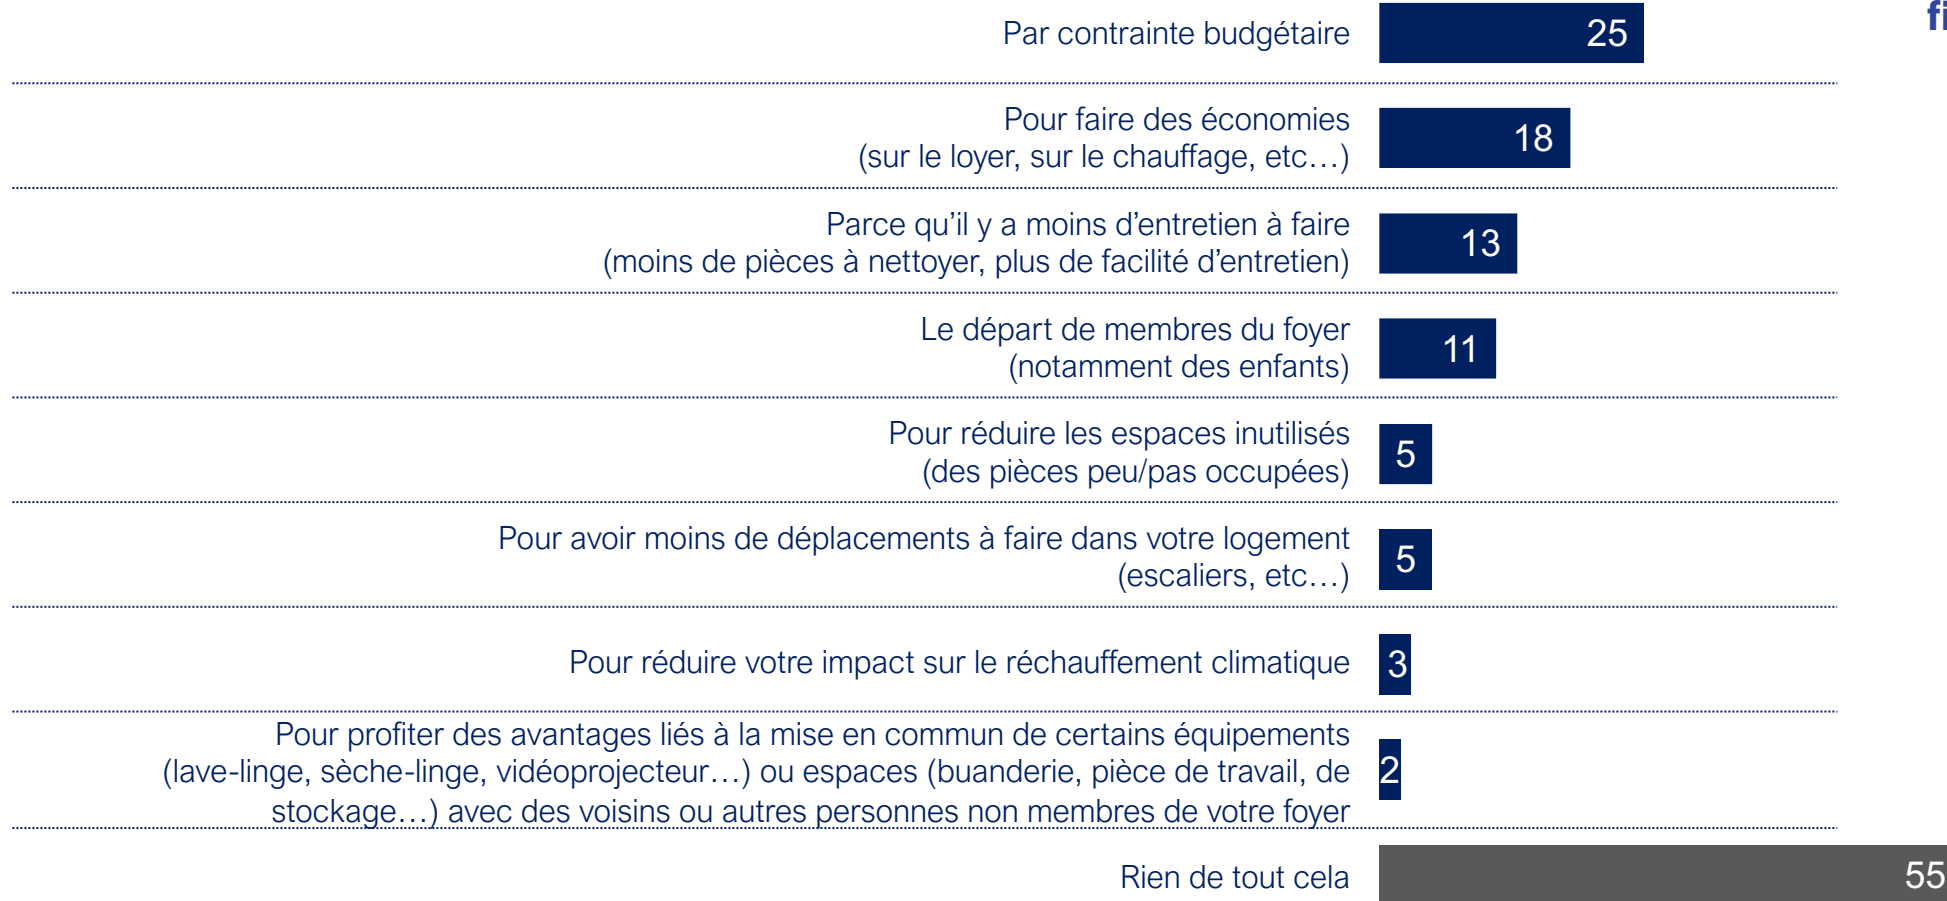 Par contrainte budgétaire 25
fi
Pour faire des économies
(sur le loyer, sur le chauffage, etc…) 18
Parce qu’il y a moins d’entretien à faire
(moins de pièces à nettoyer, plus de facilité d’entretien) 13
Le départ de membres du foyer
(notamment des enfants) 11
Pour réduire les espaces inutilisés
(des pièces peu/pas occupées) 5
Pour avoir moins de déplacements à faire dans votre logement
(escaliers, etc…) 5
Pour réduire votre impact sur le réchauffement climatique 3
Pour profiter des avantages liés à la mise en commun de certains équipements
(lave-linge, sèche-linge, vidéoprojecteur…) ou espaces (buanderie, pièce de travail, de 2
stockage…) avec des voisins ou autres personnes non membres de votre foyer
Rien de tout cela 55